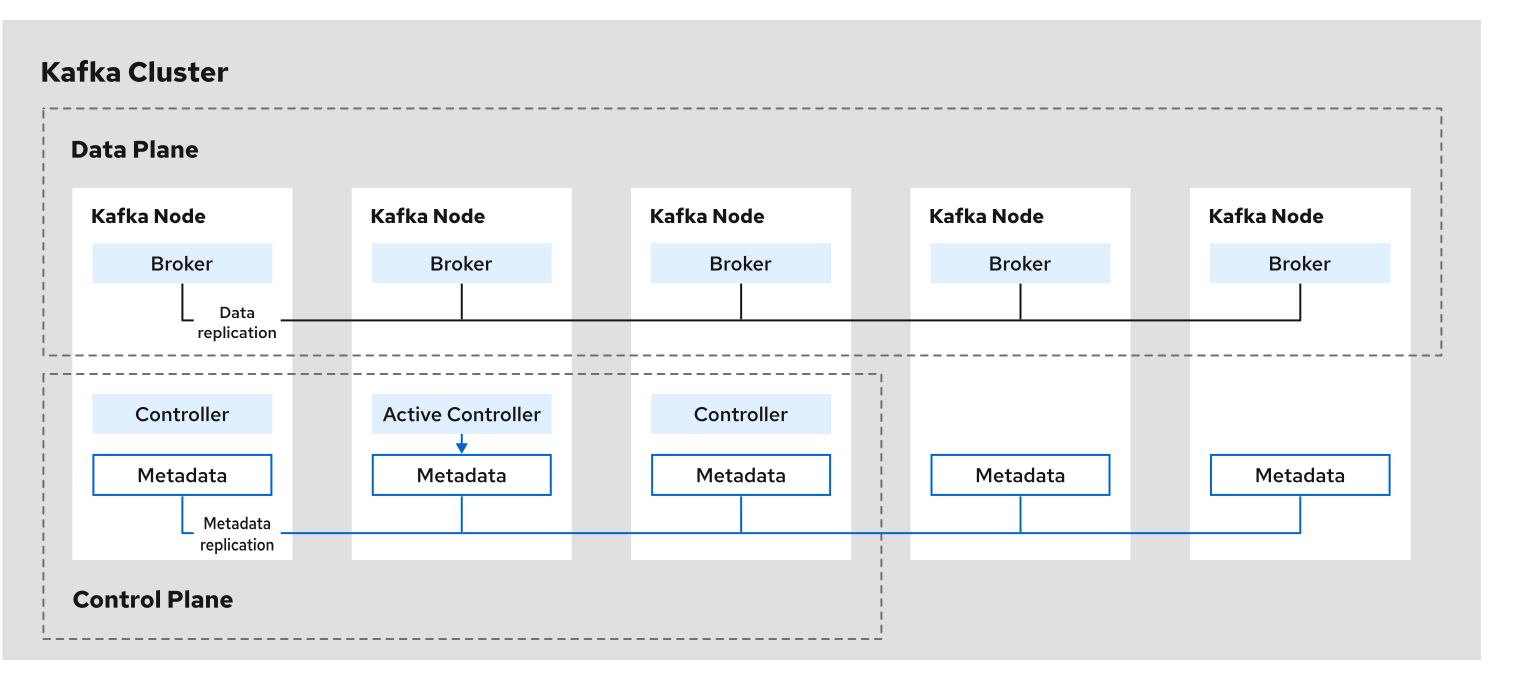 Kafka Cluster
Data Plane
Kafka Node
Kafka Node
Kafka Node
Kafka Node
Kafka Node
Broker
Broker
Broker
Broker
Broker
Data
replication
Controller
Active Controller
Controller
Metadata
Metadata
Metadata
Metadata
Metadata
Metadata
replication
Control Plane